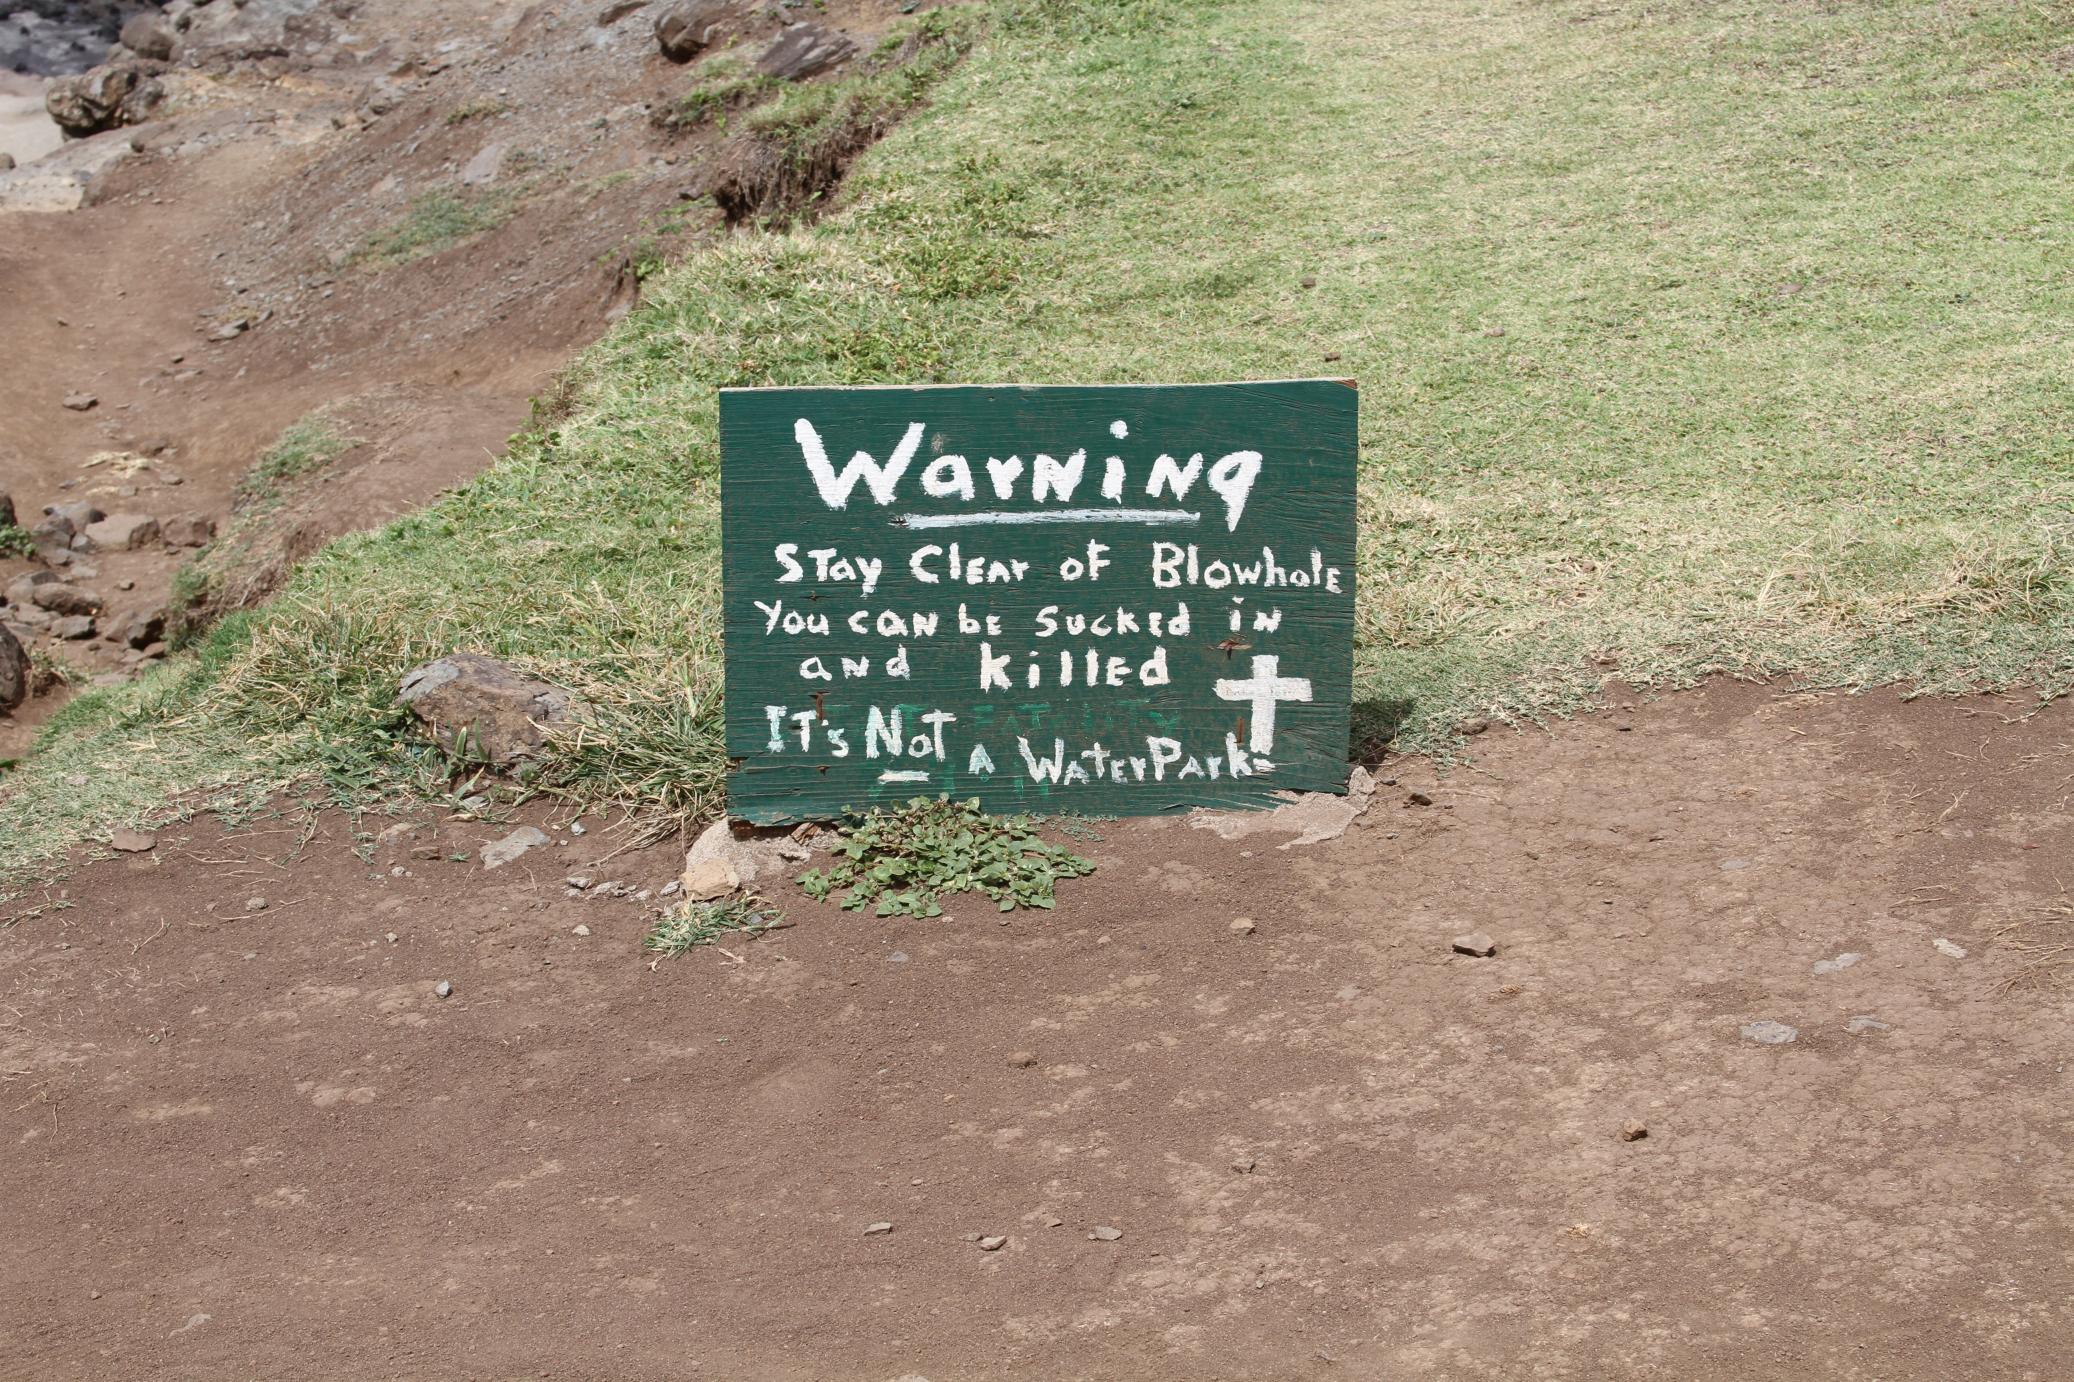 Warning
Stay Clear of Blowhole
You can be sucked in
and killed
It's Not a WaterPark